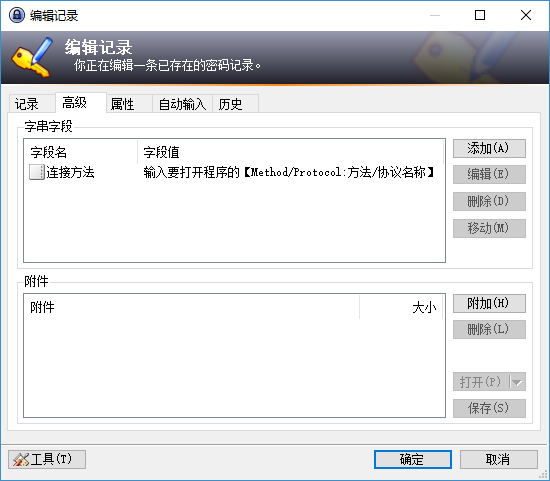 编辑记录
编辑记录
你正在编辑一条已存在的密码记录。
记录 高级 属性 自动输入 历史
字串字段
字段名 字段值
连接方法 输入要打开程序的【Method/Protocol:方法/协议名称】
添加(A)
编辑(E)
删除(D)
移动(M)
附件
附件 大小
附加(H)
删除(L)
打开(P)
保存(S)
工具(T) 确定 取消